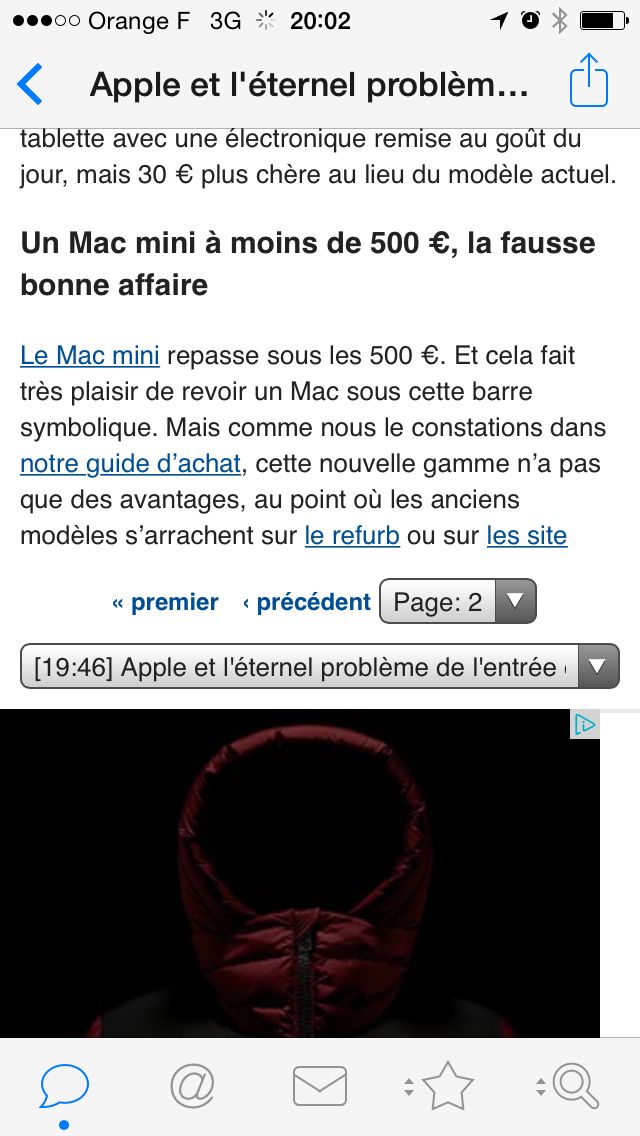 Orange F 3G 20:02
Apple et l'éternel problèm...
tablette avec une électronique remise au goût du
jour, mais 30 € plus chère au lieu du modèle actuel.
Un Mac mini à moins de 500 €, la fausse
bonne affaire
Le Mac mini repasse sous les 500 €. Et cela fait
très plaisir de revoir un Mac sous cette barre
symbolique. Mais comme nous le constations dans
notre guide d’achat, cette nouvelle gamme n’a pas
que des avantages, au point où les anciens
modèles s’arrachent sur le refurb ou sur les site
« premier ‹ précédent Page: 2
[19:46] Apple et l'éternel problème de l'entrée